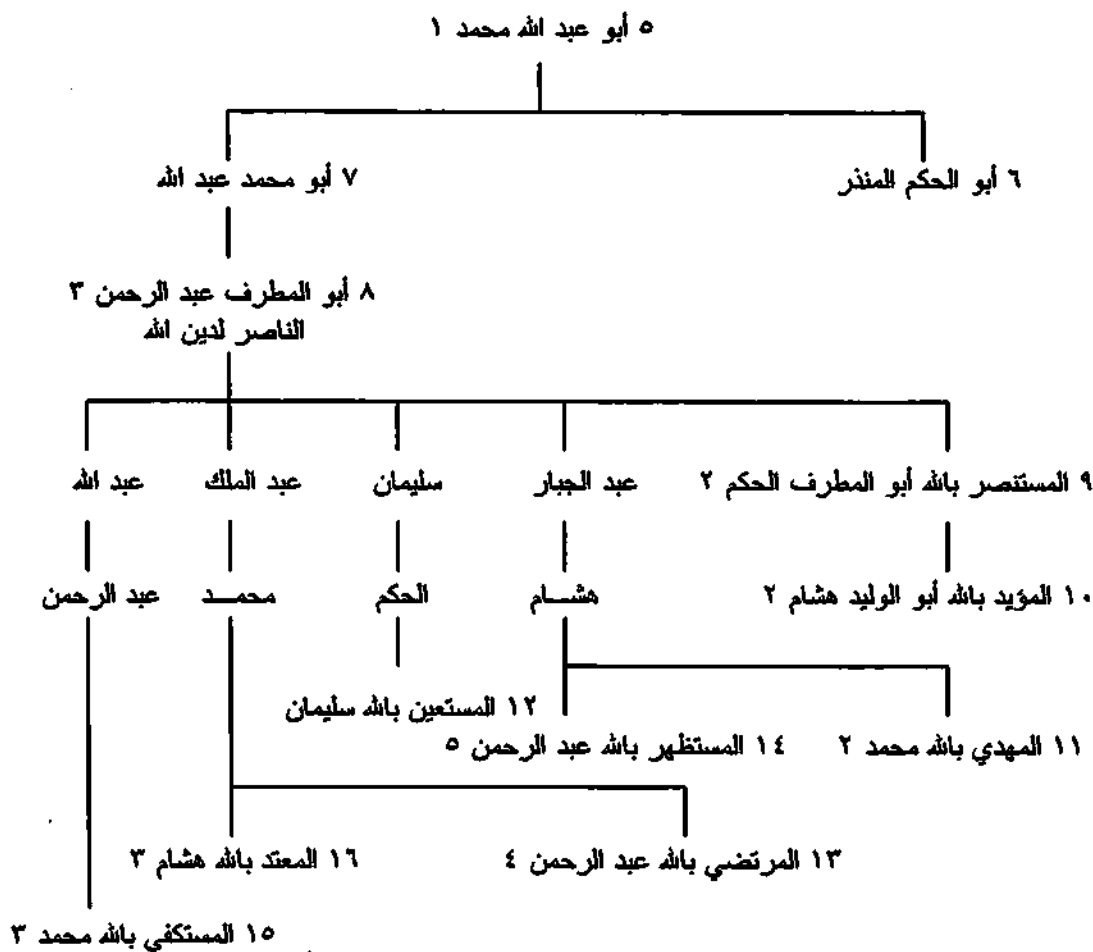 ٥ أبو عبد الله محمد ١
٦ أبو الحكم المنذر
٧ أبو محمد عبد الله
٨ أبو المطرف عبد الرحمن ٣
الناصر لدين الله
٩ المستنصر بالله أبو المطرف الحكم ٢
عبد الجبار
سليمان
عبد الملك
عبد الله
١٠ المؤيد بالله أبو الوليد هشام ٢
هشـــام
الحكم
محمـــد
عبد الرحمن
١٢ المستعين بالله سليمان
١١ المهدي بالله محمد ٢
١٤ المستظهر بالله عبد الرحمن ٥
١٣ المرتضي بالله عبد الرحمن ٤
١٦ المعتد بالله هشام ٣
١٥ المستكفي بالله محمد ٣